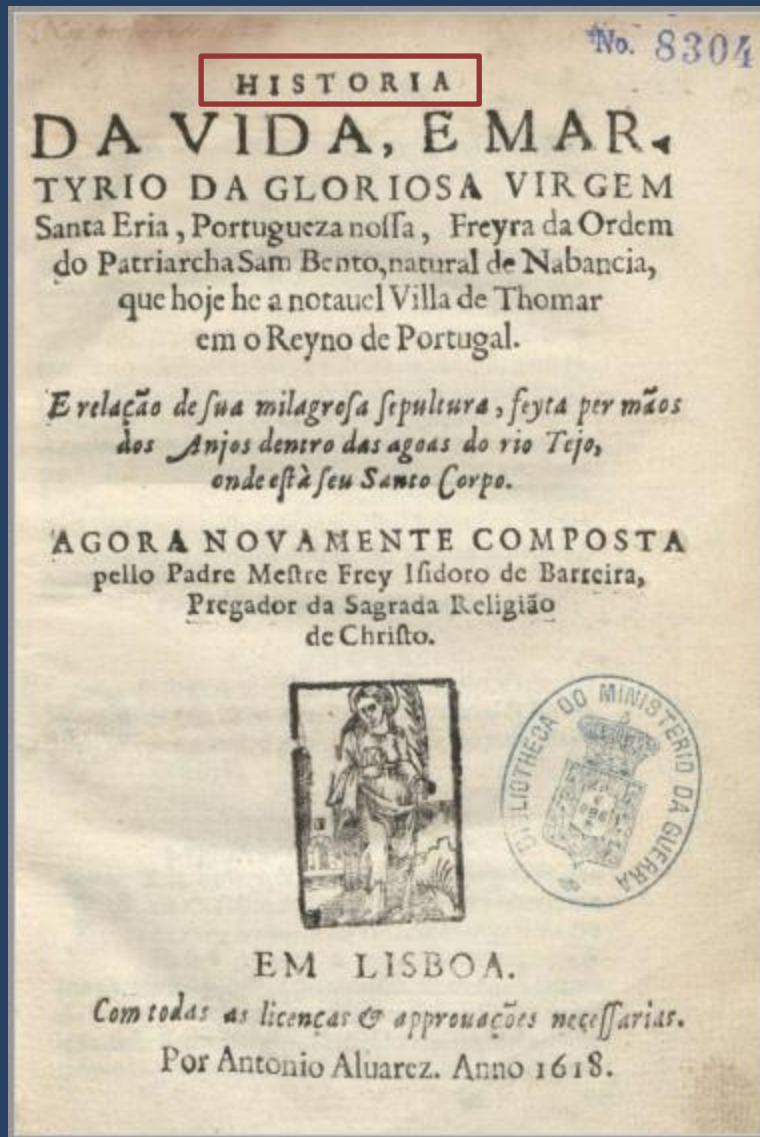 No. 8304
HISTORIA
DA VIDA, E MAR-
TYRIO DA GLORIOSA VIRGEM
Santa Eria, Portugueza noſſa, Freyra da Ordem
do Patriarcha Sam Bento, natural de Nabancia,
que hoje he a notauel Villa de Thomar
em o Reyno de Portugal.
E relação de ſua milagroſa ſepultura, feyta per mãos
dos Anjos dentro das agoas do rio Tejo,
onde eſtà ſeu Santo Corpo.
AGORA NOVAMENTE COMPOSTA
pello Padre Meſtre Frey Iſidoro de Barreira,
Pregador da Sagrada Religião
de Chriſto.
BIBLIOTHECA DO MINISTERIO DA GUERRA
EM LISBOA.
Com todas as licenças & approuações neceſſarias.
Por Antonio Aluarez. Anno 1618.